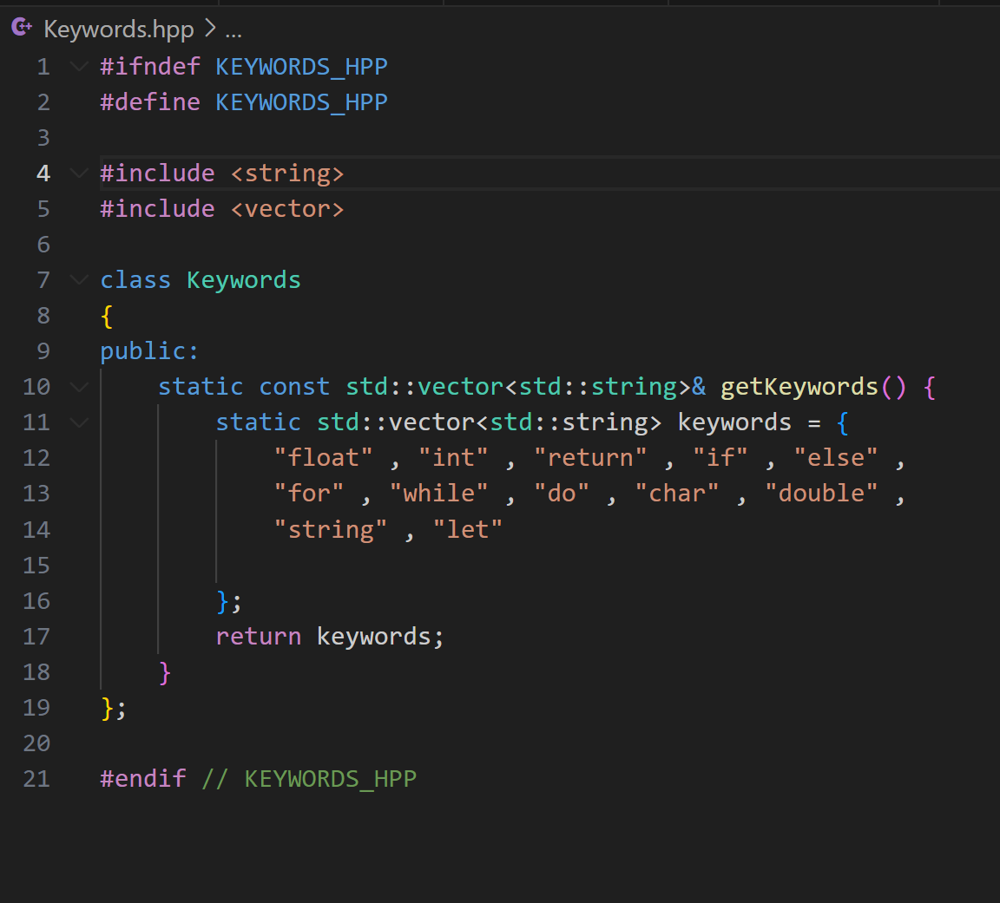 Keywords.hpp > ...
1 #ifndef KEYWORDS_HPP
2 #define KEYWORDS_HPP
3
4 #include <string>
5 #include <vector>
6
7 class Keywords
8 {
9 public:
10     static const std::vector<std::string>& getKeywords() {
11         static std::vector<std::string> keywords = {
12             "float" , "int" , "return" , "if" , "else" ,
13             "for" , "while" , "do" , "char" , "double" ,
14             "string" , "let"
15
16         };
17         return keywords;
18     }
19 };
20
21 #endif // KEYWORDS_HPP